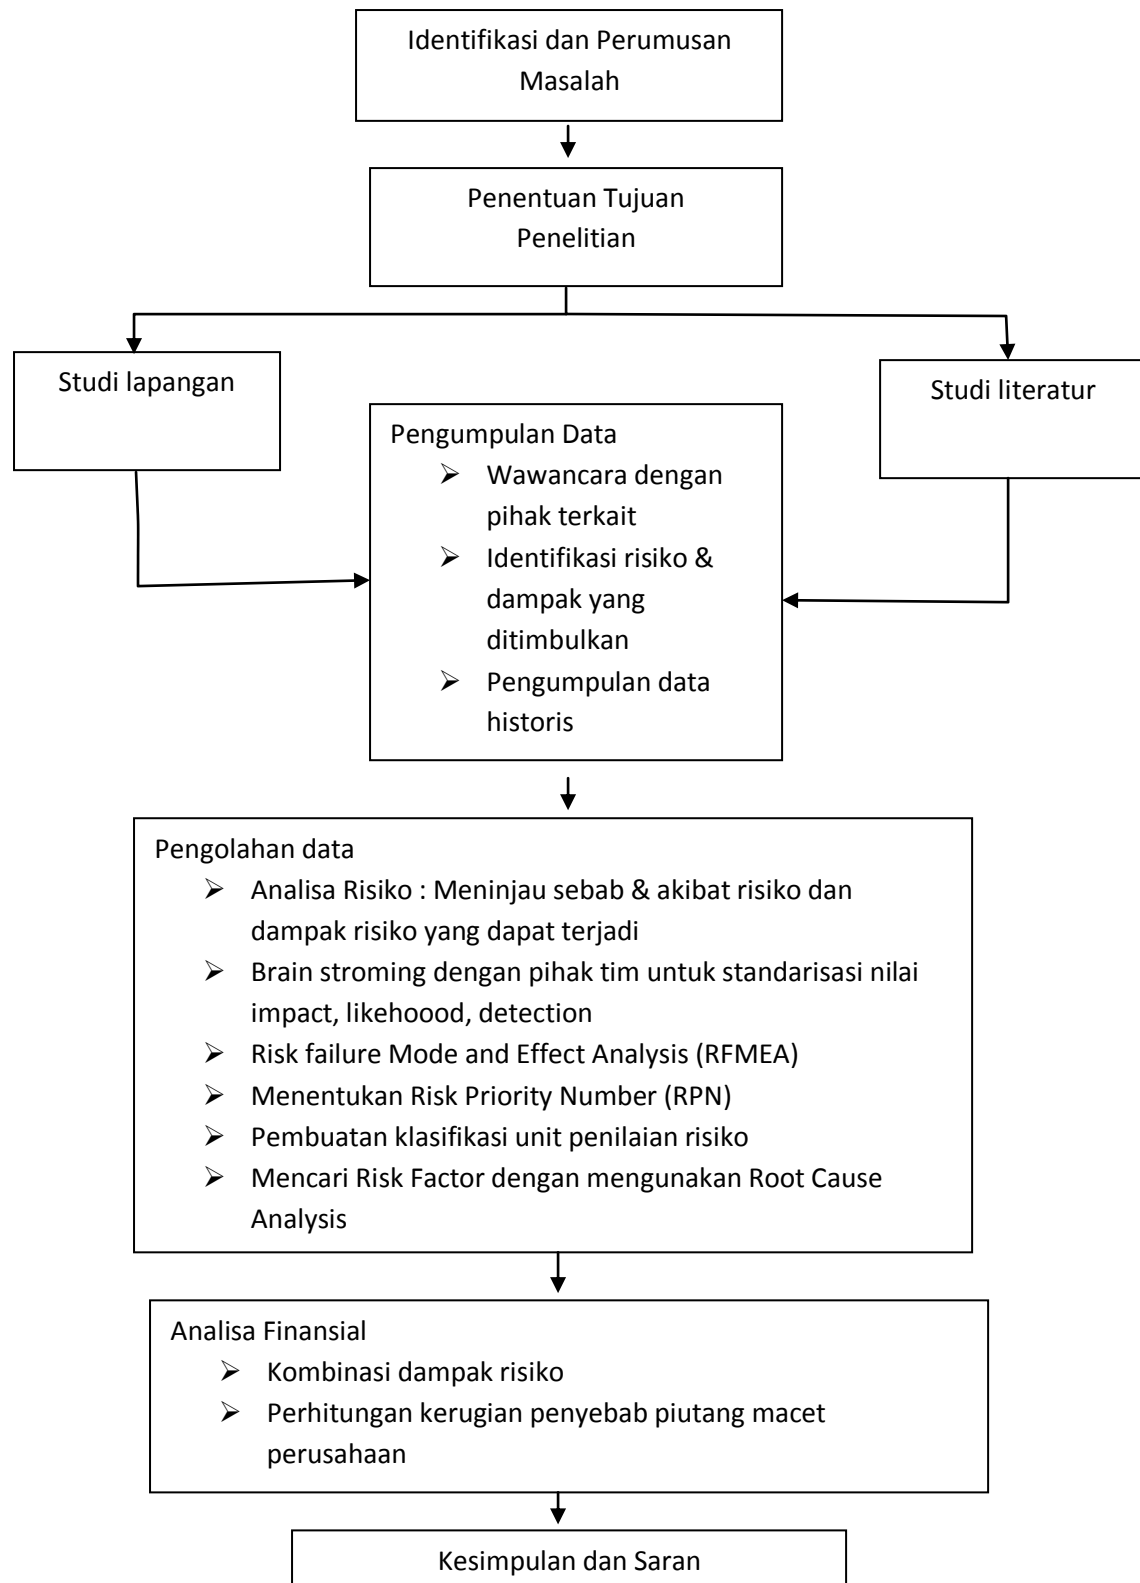 Identifikasi dan Perumusan
Masalah
Penentuan Tujuan
Penelitian
Studi lapangan
Studi literatur
Pengumpulan Data
➢ Wawancara dengan
pihak terkait
➢ Identifikasi risiko &
dampak yang
ditimbulkan
➢ Pengumpulan data
historis
Pengolahan data
➢ Analisa Risiko : Meninjau sebab & akibat risiko dan
dampak risiko yang dapat terjadi
➢ Brain stroming dengan pihak tim untuk standarisasi nilai
impact, likehoood, detection
➢ Risk failure Mode and Effect Analysis (RFMEA)
➢ Menentukan Risk Priority Number (RPN)
➢ Pembuatan klasifikasi unit penilaian risiko
➢ Mencari Risk Factor dengan mengunakan Root Cause
Analysis
Analisa Finansial
➢ Kombinasi dampak risiko
➢ Perhitungan kerugian penyebab piutang macet
perusahaan
Kesimpulan dan Saran